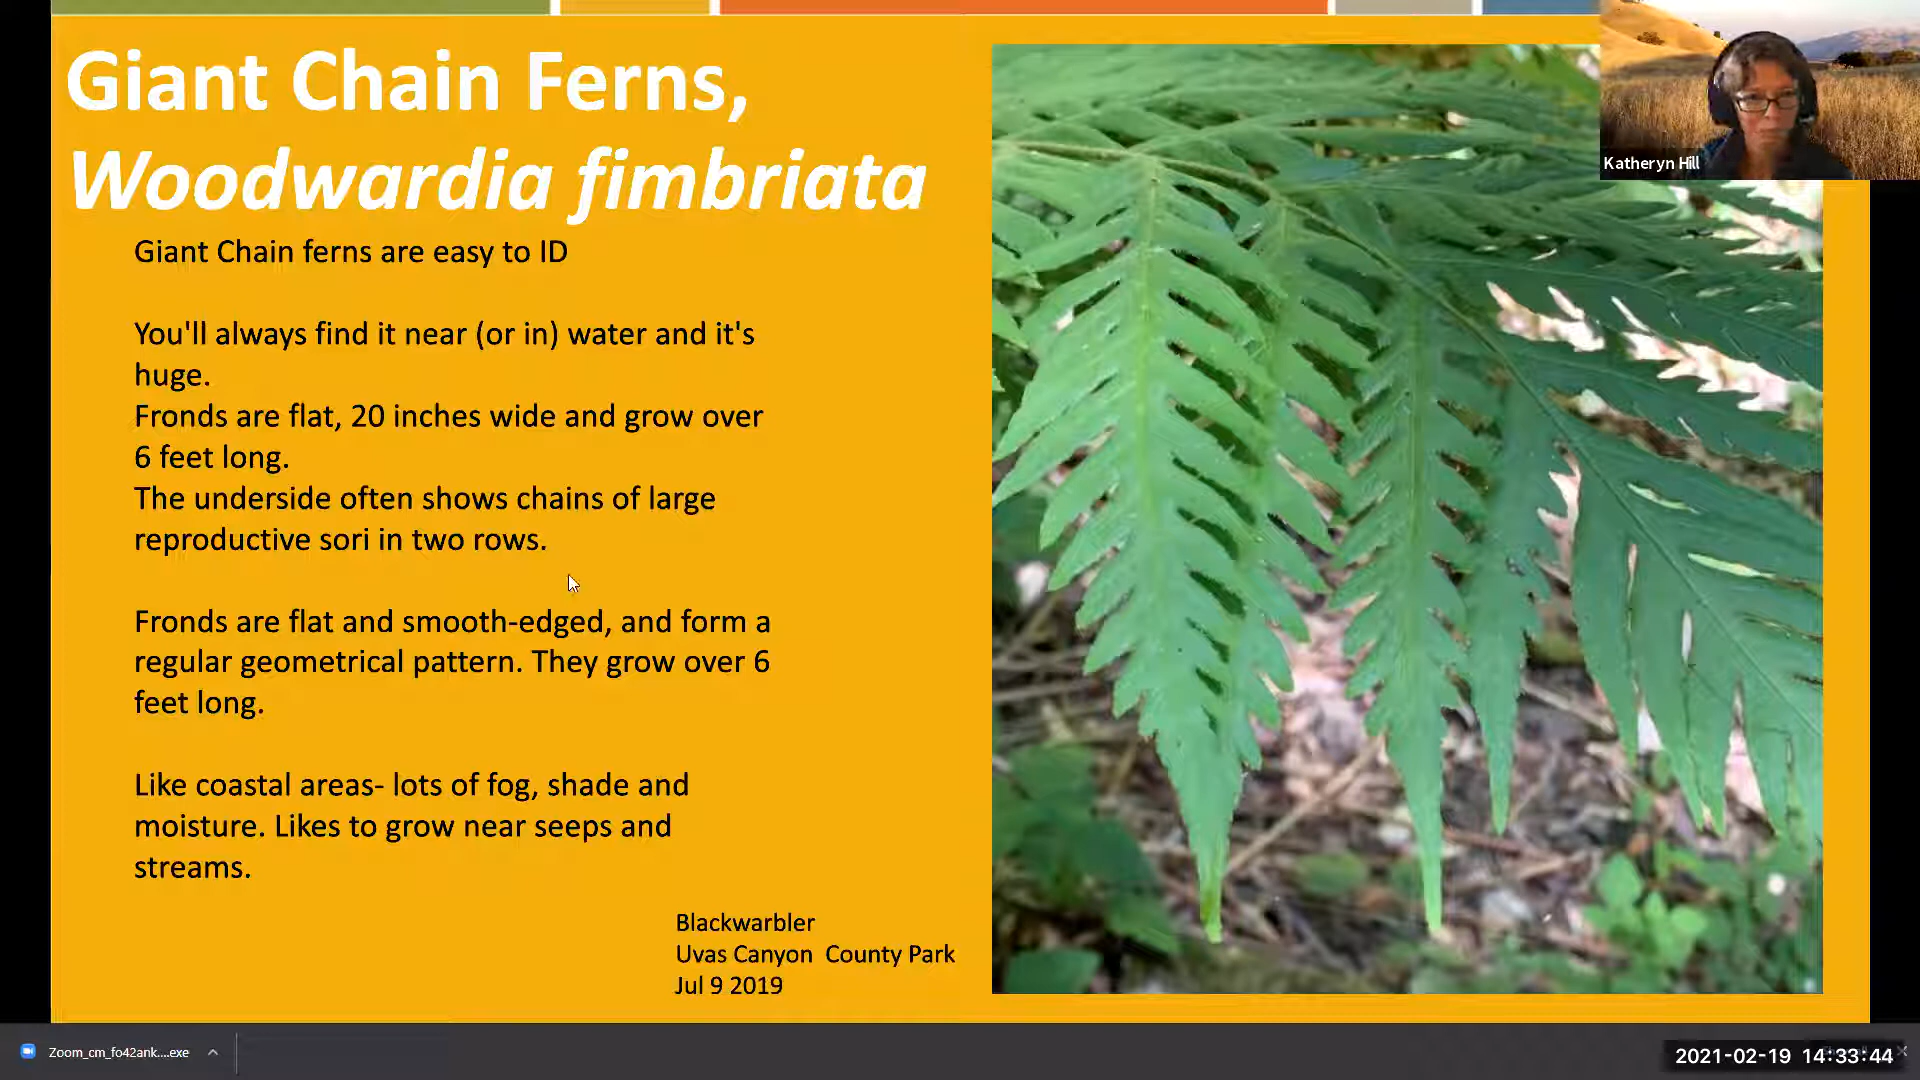 Giant Chain Ferns,
Woodwardia fimbriata
Giant Chain ferns are easy to ID
You'll always find it near (or in) water and it's
huge.
Fronds are flat, 20 inches wide and grow over
6 feet long.
The underside often shows chains of large
reproductive sori in two rows.
Fronds are flat and smooth-edged, and form a
regular geometrical pattern. They grow over 6
feet long.
Like coastal areas- lots of fog, shade and
moisture. Likes to grow near seeps and
streams.
Blackwarbler
Uvas Canyon  County Park
Jul 9 2019
Katheryn Hill
Zoom_cm_fo42ank....exe
2021-02-19 14:33:44